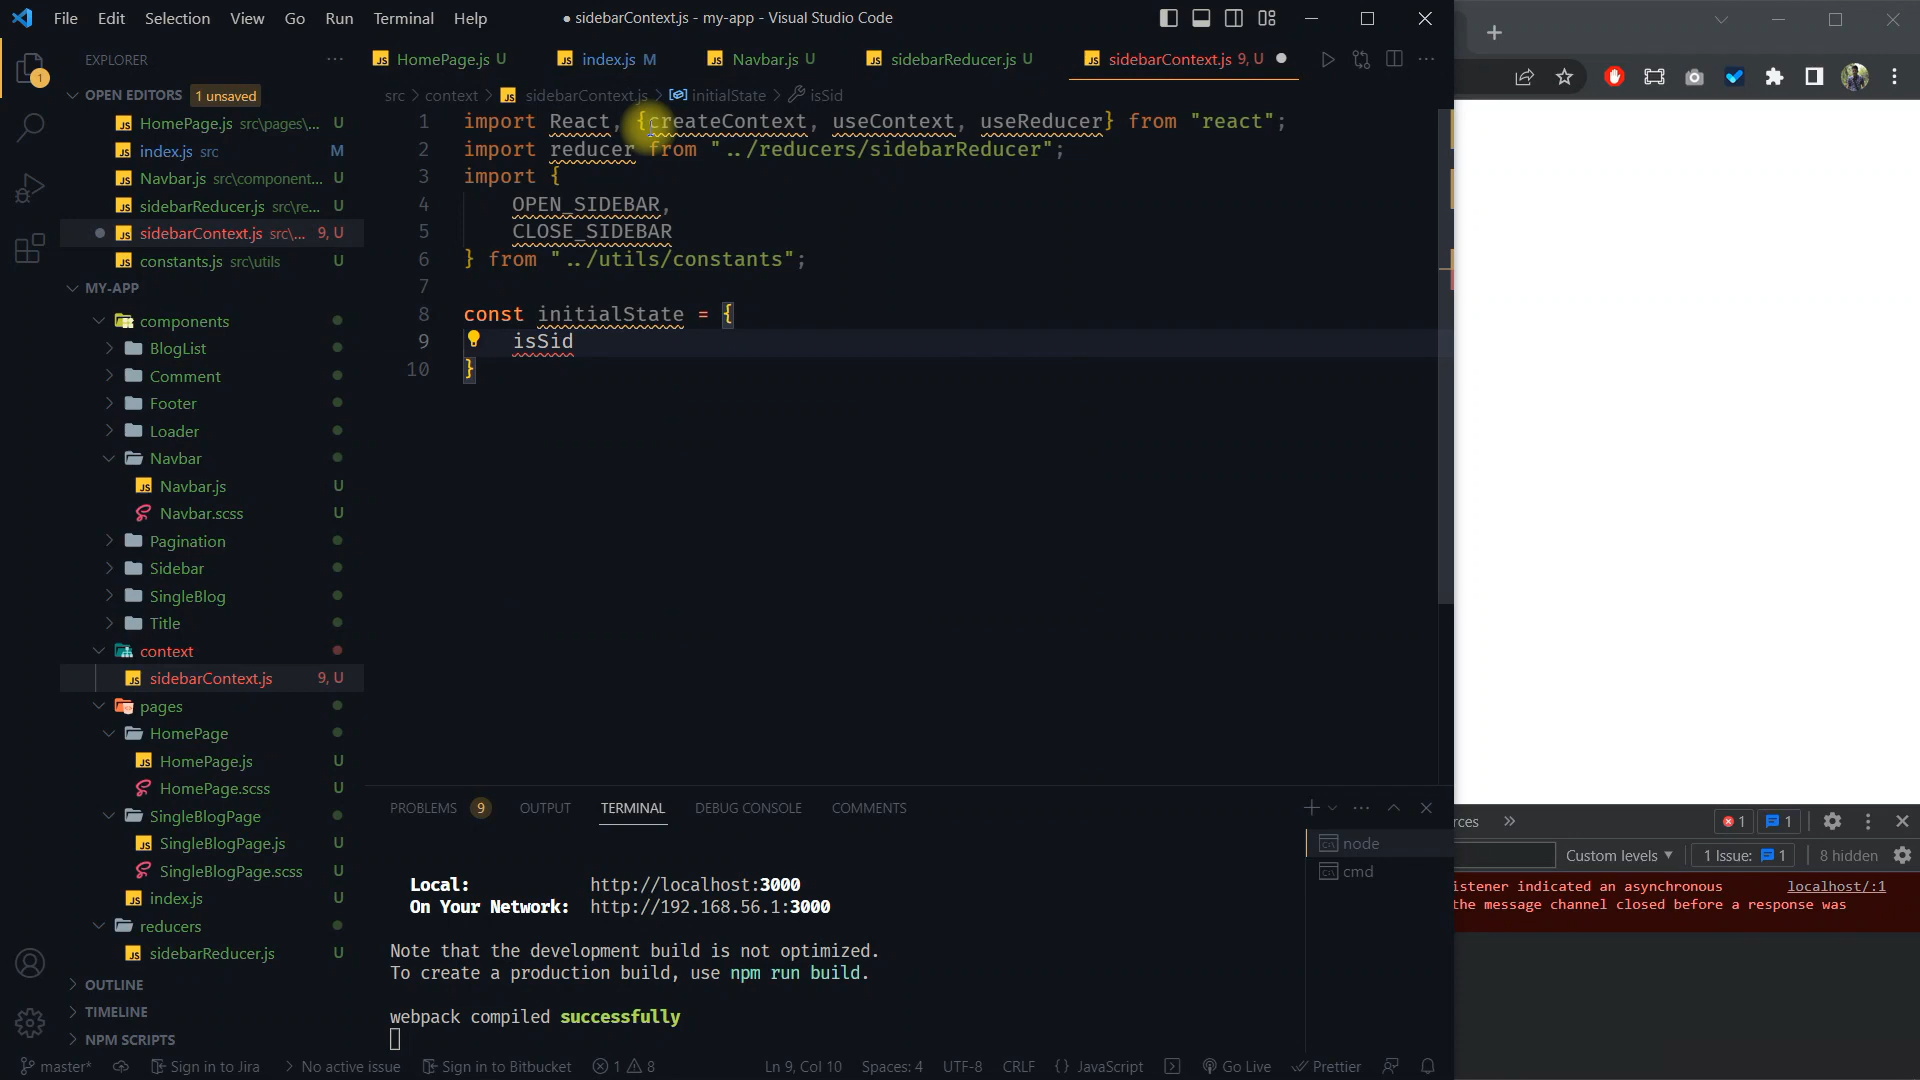 File Edit Selection View Go Run Terminal Help
● sidebarContext.js - my-app - Visual Studio Code
EXPLORER
HomePage.js U
index.js M
Navbar.js U
sidebarReducer.js U
sidebarContext.js 9, U
OPEN EDITORS 1 unsaved
src > context > sidebarContext.js > initialState > isSid
HomePage.js src\pages\... U
index.js src M
Navbar.js src\component... U
sidebarReducer.js src\re... U
sidebarContext.js src\... 9, U
constants.js src\utils U
MY-APP
components
BlogList
Comment
Footer
Loader
Navbar
Navbar.js U
Navbar.scss U
Pagination
Sidebar
SingleBlog
Title
context
sidebarContext.js 9, U
pages
HomePage
HomePage.js U
HomePage.scss U
SingleBlogPage
SingleBlogPage.js U
SingleBlogPage.scss U
index.js U
reducers
sidebarReducer.js U
OUTLINE
TIMELINE
NPM SCRIPTS
1 import React, {createContext, useContext, useReducer} from "react";
2 import reducer from "../reducers/sidebarReducer";
3 import {
4 OPEN_SIDEBAR,
5 CLOSE_SIDEBAR
6 } from "../utils/constants";
7
8 const initialState = {
9 isSid
10 }
PROBLEMS 9 OUTPUT TERMINAL DEBUG CONSOLE COMMENTS
node
cmd
Local: http://localhost:3000
On Your Network: http://192.168.56.1:3000
Note that the development build is not optimized.
To create a production build, use npm run build.
webpack compiled successfully
rces » 1 1
Custom levels ▼ 1 Issue: 1 8 hidden
istener indicated an asynchronous localhost/:1
the message channel closed before a response was
master* Sign in to Jira No active issue Sign in to Bitbucket 1 8 Ln 9, Col 10 Spaces: 4 UTF-8 CRLF {} JavaScript Go Live Prettier
1